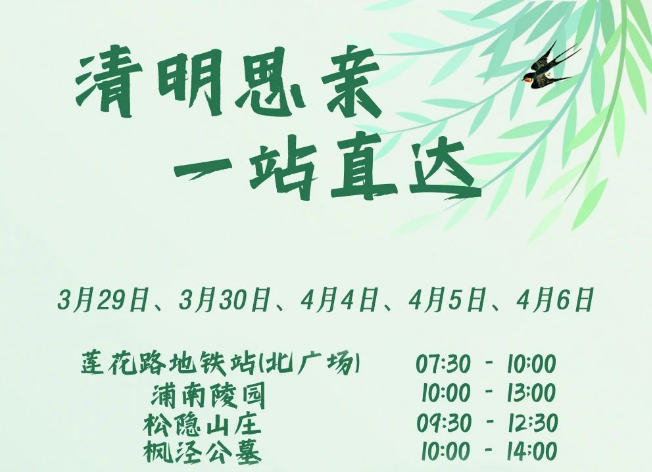 清明思亲
一站直达
3月29日、3月30日、4月4日、4月5日、4月6日
莲花路地铁站(北广场) 07:30 - 10:00
浦南陵园 10:00 - 13:00
松隐山庄 09:30 - 12:30
枫泾公墓 10:00 - 14:00